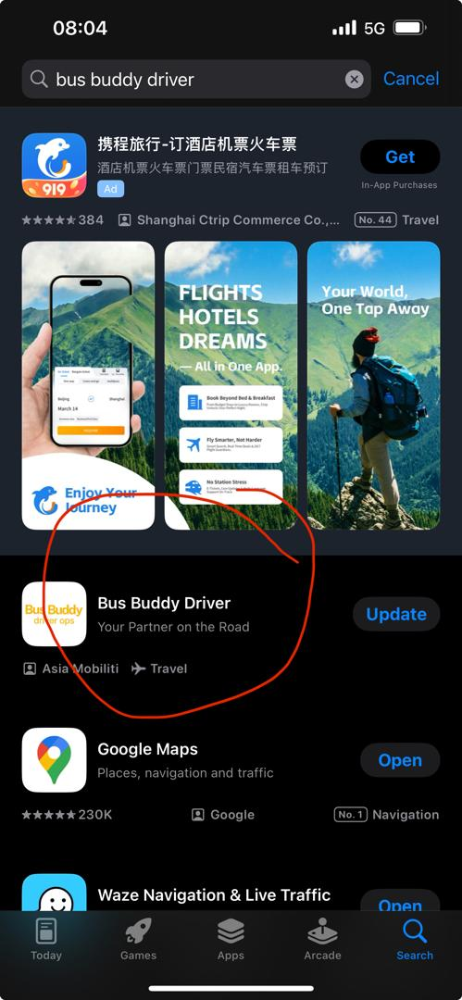 08:04
5G
bus buddy driver
Cancel
携程旅行-订酒店机票火车票
酒店机票火车票门票民宿汽车票租车预订
Ad
Get
In-App Purchases
919
384
Shanghai Ctrip Commerce Co.,...
No. 44 Travel
Beijing
Shanghai
March 14
Enjoy Your
Journey
FLIGHTS
HOTELS
DREAMS
— All in One App.
Book Beyond Bed & Breakfast
Fly Smarter, Not Harder
No Station Stress
Your World,
One Tap Away
Bus Buddy
driver ops
Bus Buddy Driver
Your Partner on the Road
Update
Asia Mobiliti
Travel
Google Maps
Places, navigation and traffic
Open
230K
Google
No. 1 Navigation
Waze Navigation & Live Traffic
Open
Today
Games
Apps
Arcade
Search